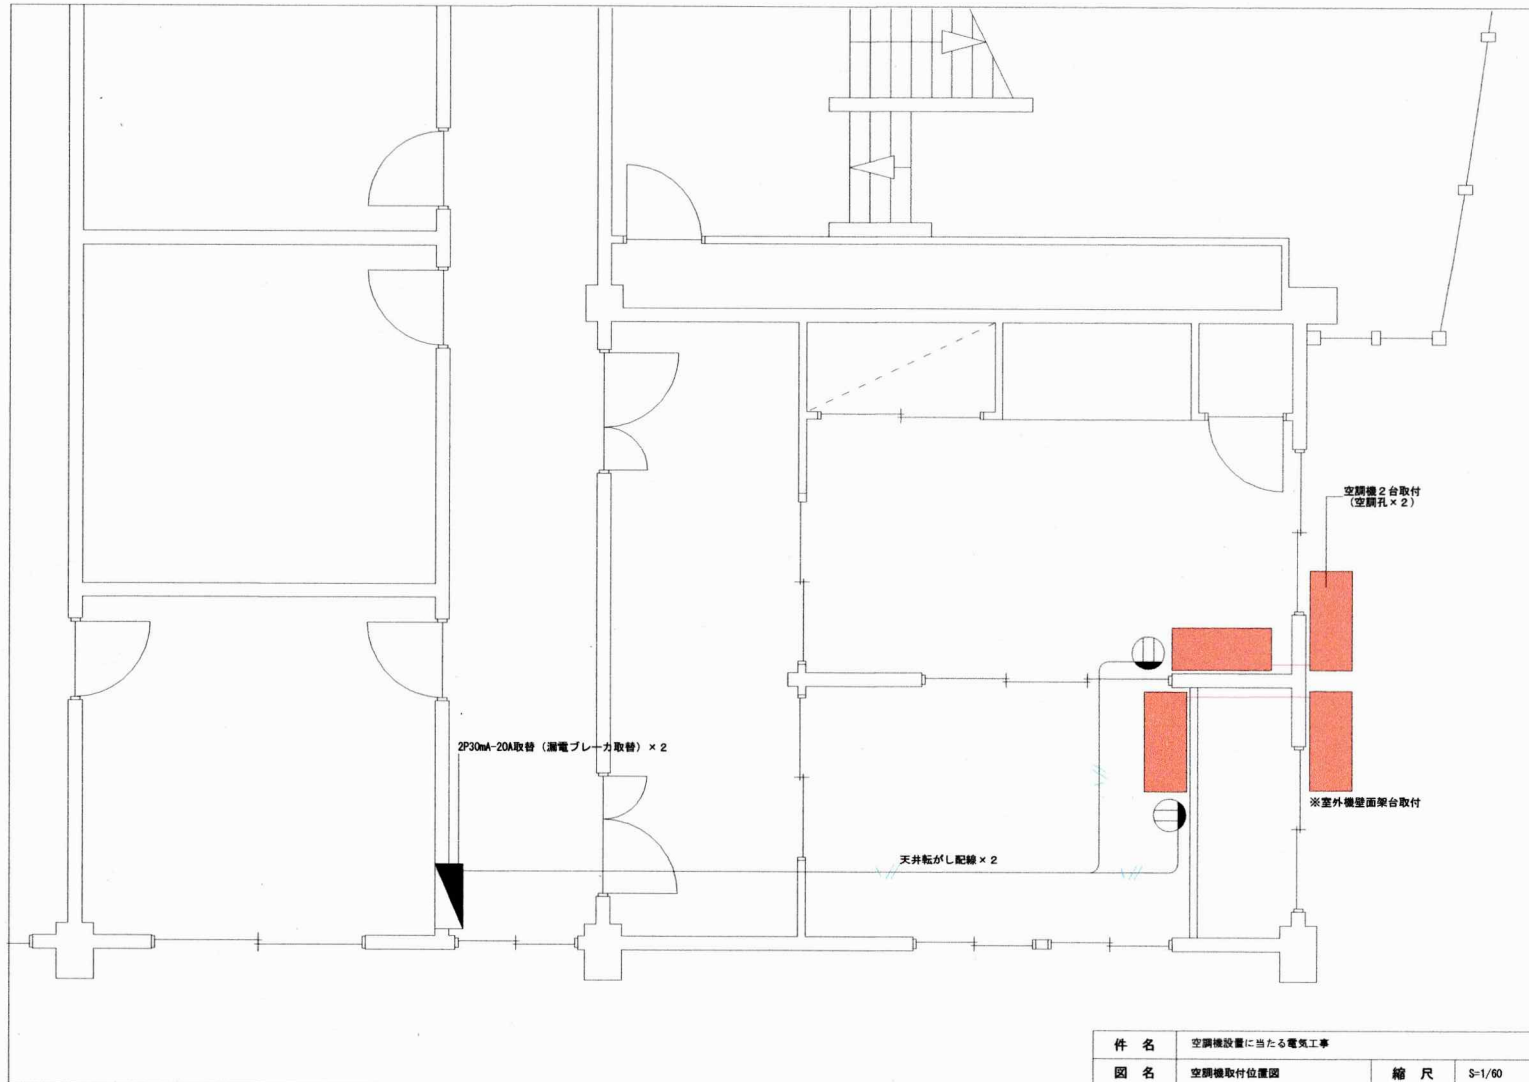 空調機２台取付
（空調孔×２）
2P30mA-20A取替（漏電ブレーカ取替）×２
※室外機壁面架台取付
天井転がし配線×２
件 名 空調機設置に当たる電気工事
図 名 空調機取付位置図 縮 尺 S=1/60